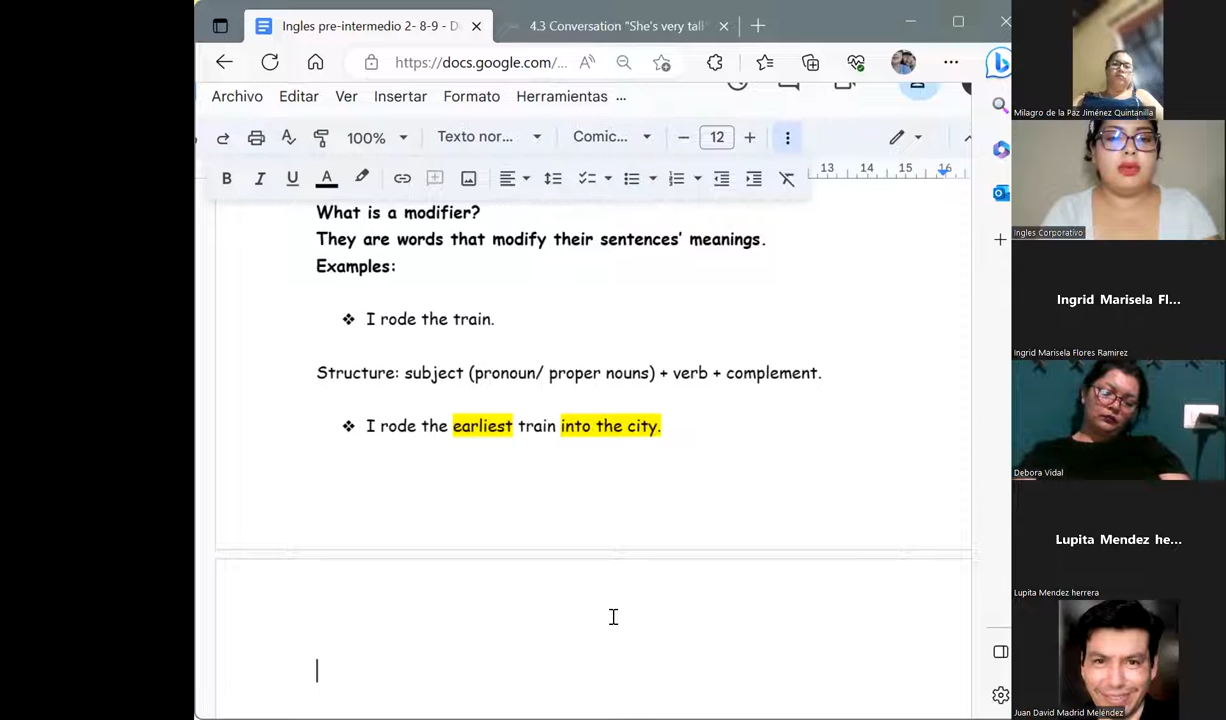 Ingles pre-intermedio 2- 8-9 - D
4.3 Conversation "She's very tall
https://docs.google.com/...
Archivo Editar Ver Insertar Formato Herramientas ...
100% Texto nor... Comic... 12
B I U A
13 14 15 16
What is a modifier?
They are words that modify their sentences' meanings.
Examples:
❖ I rode the train.
Structure: subject (pronoun/ proper nouns) + verb + complement.
❖ I rode the earliest train into the city.
Milagro de la Paz Jiménez Quintanilla
Ingles Corporativo
Ingrid Marisela Fl...
Ingrid Marisela Flores Ramirez
Debora Vidal
Lupita Mendez he...
Lupita Mendez herrera
Juan David Madrid Meléndez